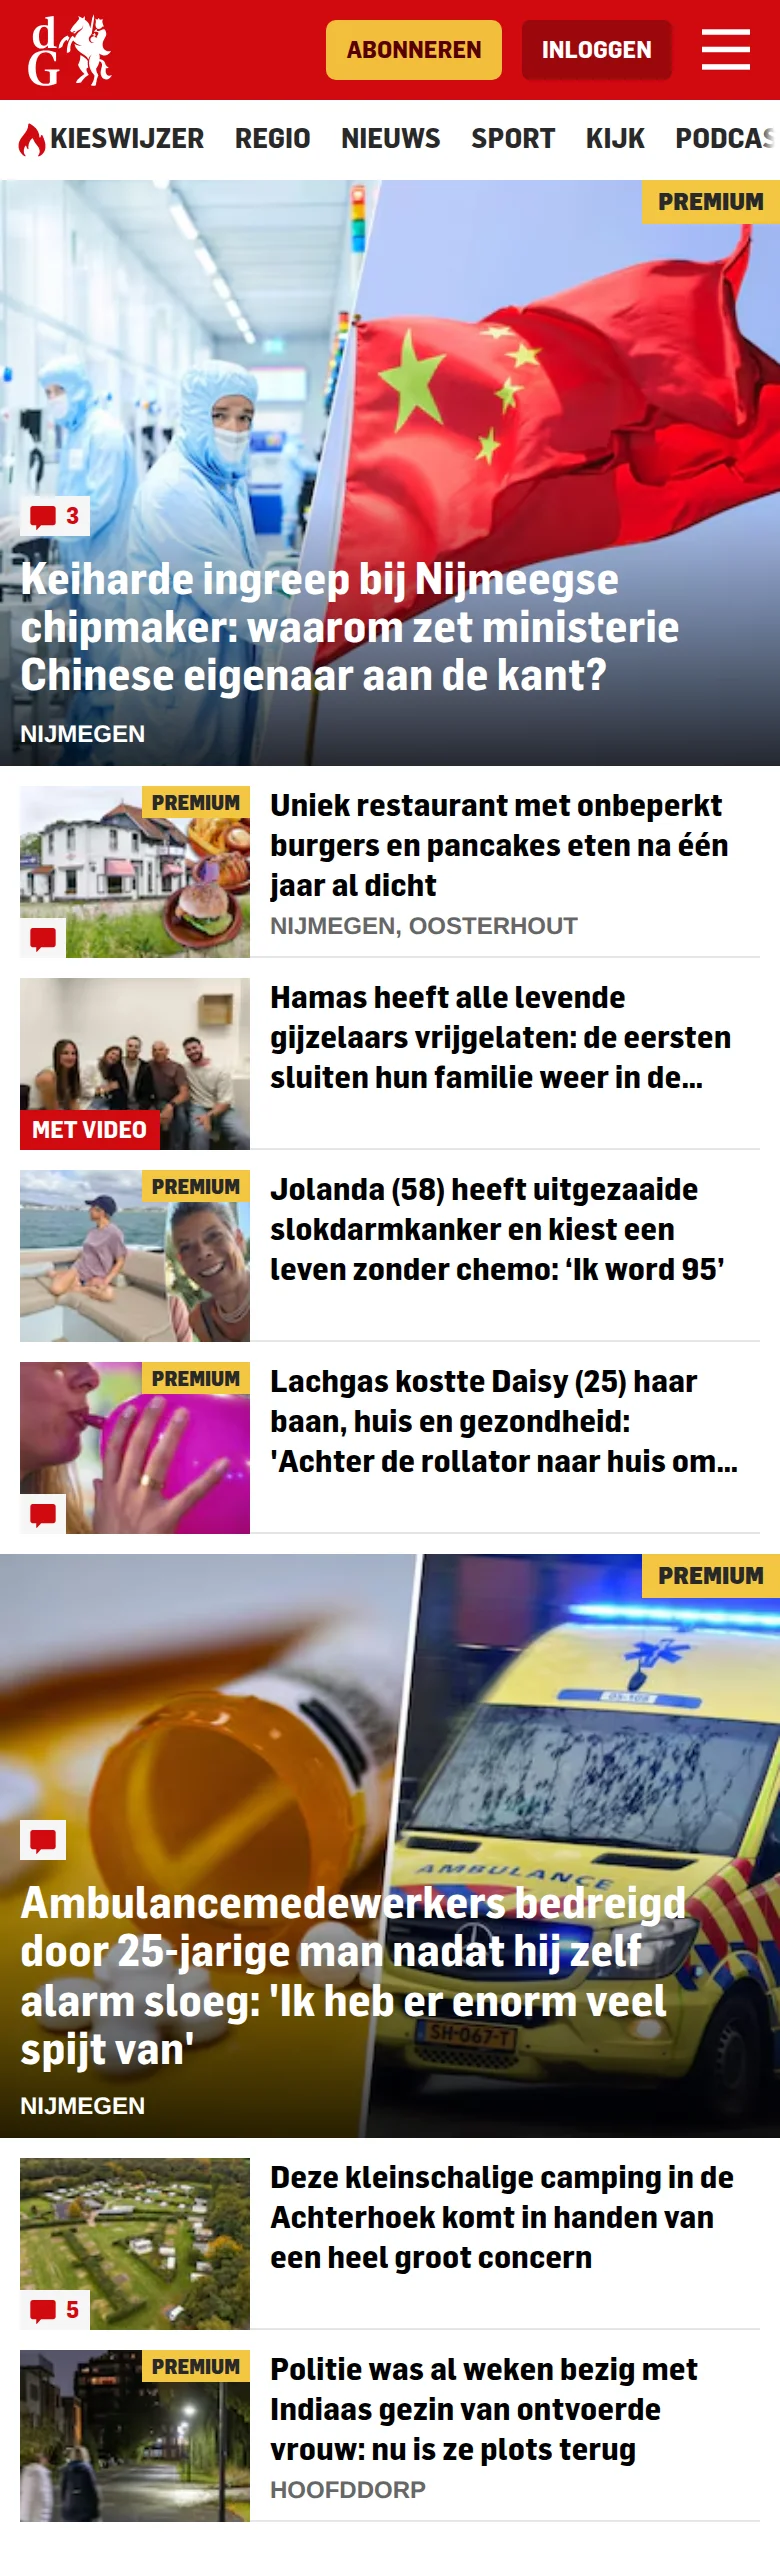 dG
ABONNEREN
INLOGGEN
KIESWIJZER REGIO NIEUWS SPORT KIJK PODCAS
PREMIUM
3
Keiharde ingreep bij Nijmeegse
chipmaker: waarom zet ministerie
Chinese eigenaar aan de kant?
NIJMEGEN
PREMIUM
Uniek restaurant met onbeperkt
burgers en pancakes eten na één
jaar al dicht
NIJMEGEN, OOSTERHOUT
Hamas heeft alle levende
gijzelaars vrijgelaten: de eersten
sluiten hun familie weer in de...
MET VIDEO
PREMIUM
Jolanda (58) heeft uitgezaaide
slokdarmkanker en kiest een
leven zonder chemo: ‘Ik word 95’
PREMIUM
Lachgas kostte Daisy (25) haar
baan, huis en gezondheid:
'Achter de rollator naar huis om...
PREMIUM
AMBULANCE
SH-067-T
Ambulancemedewerkers bedreigd
door 25-jarige man nadat hij zelf
alarm sloeg: 'Ik heb er enorm veel
spijt van'
NIJMEGEN
Deze kleinschalige camping in de
Achterhoek komt in handen van
een heel groot concern
5
PREMIUM
Politie was al weken bezig met
Indiaas gezin van ontvoerde
vrouw: nu is ze plots terug
HOOFDDORP